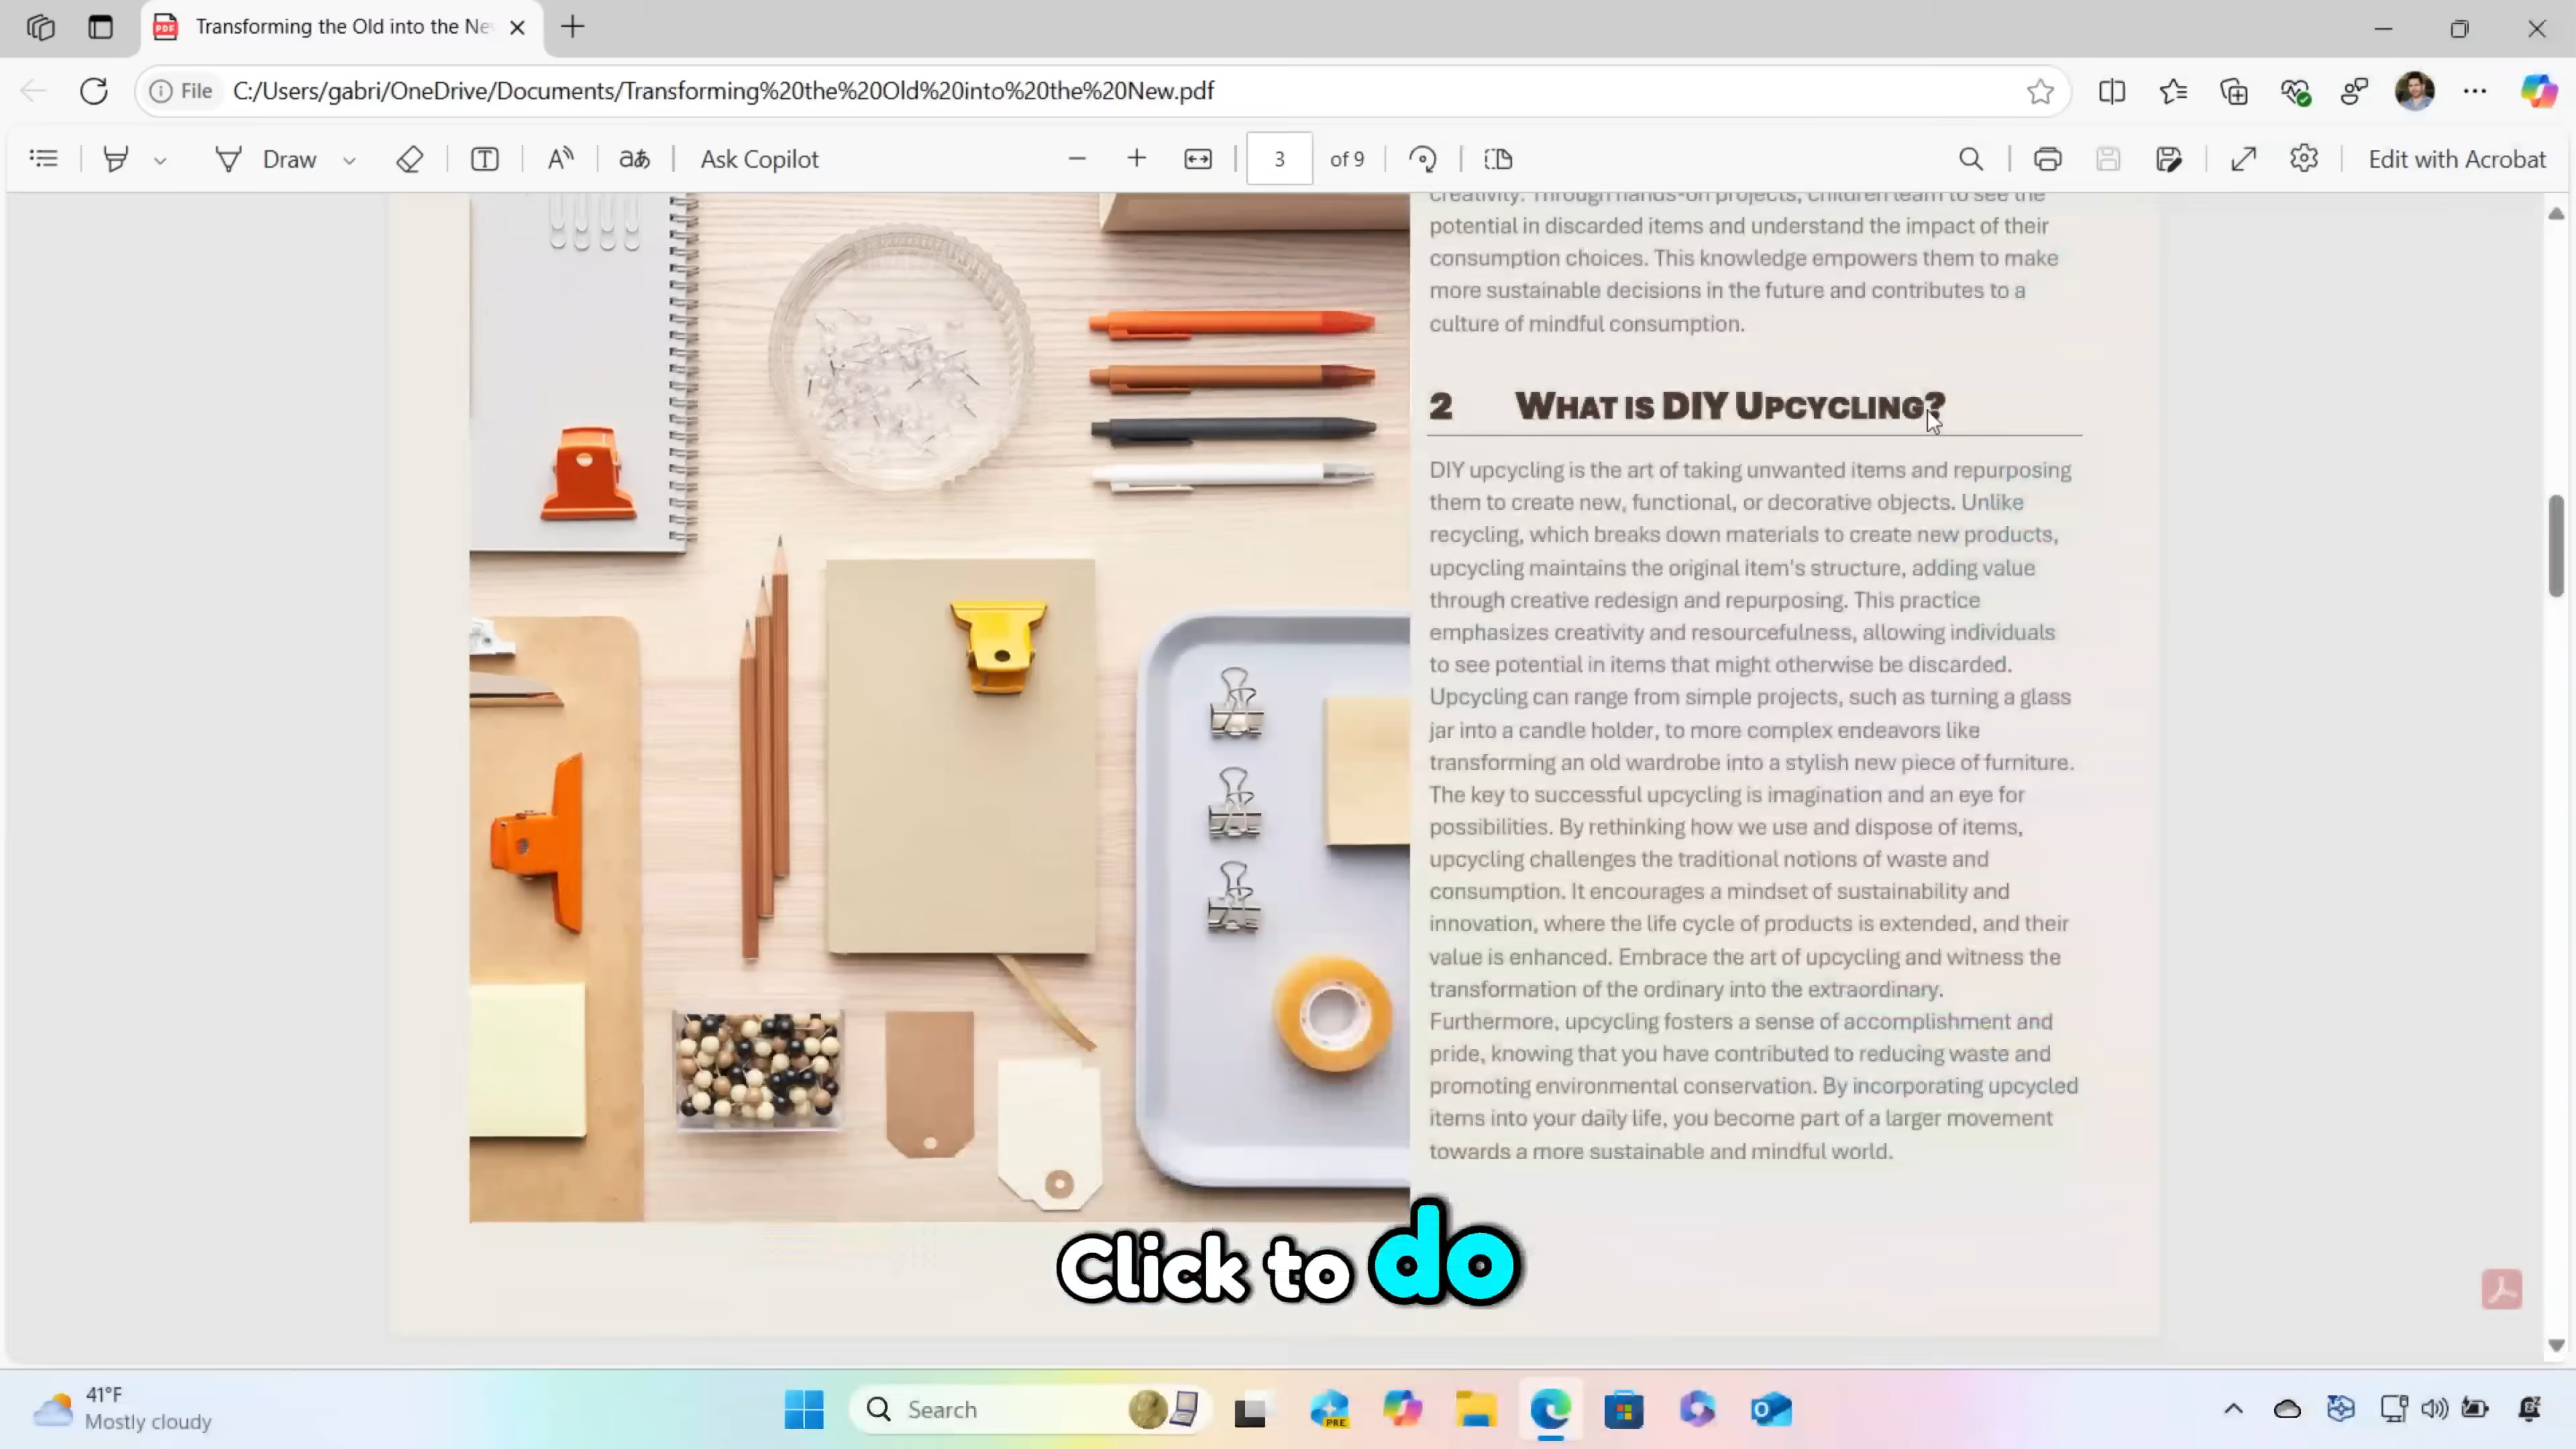 Transforming the Old into the Ne
File C:/Users/gabri/OneDrive/Documents/Transforming%20the%20Old%20into%20the%20New.pdf
Draw
Ask Copilot
3 of 9
Edit with Acrobat
creativity. Through hands-on projects, children learn to see the
potential in discarded items and understand the impact of their
consumption choices. This knowledge empowers them to make
more sustainable decisions in the future and contributes to a
culture of mindful consumption.
2 WHAT IS DIY UPCYCLING?
DIY upcycling is the art of taking unwanted items and repurposing
them to create new, functional, or decorative objects. Unlike
recycling, which breaks down materials to create new products,
upcycling maintains the original item's structure, adding value
through creative redesign and repurposing. This practice
emphasizes creativity and resourcefulness, allowing individuals
to see potential in items that might otherwise be discarded.
Upcycling can range from simple projects, such as turning a glass
jar into a candle holder, to more complex endeavors like
transforming an old wardrobe into a stylish new piece of furniture.
The key to successful upcycling is imagination and an eye for
possibilities. By rethinking how we use and dispose of items,
upcycling challenges the traditional notions of waste and
consumption. It encourages a mindset of sustainability and
innovation, where the life cycle of products is extended, and their
value is enhanced. Embrace the art of upcycling and witness the
transformation of the ordinary into the extraordinary.
Furthermore, upcycling fosters a sense of accomplishment and
pride, knowing that you have contributed to reducing waste and
promoting environmental conservation. By incorporating upcycled
items into your daily life, you become part of a larger movement
towards a more sustainable and mindful world.
Click to do
41°F
Mostly cloudy
Search
PRE